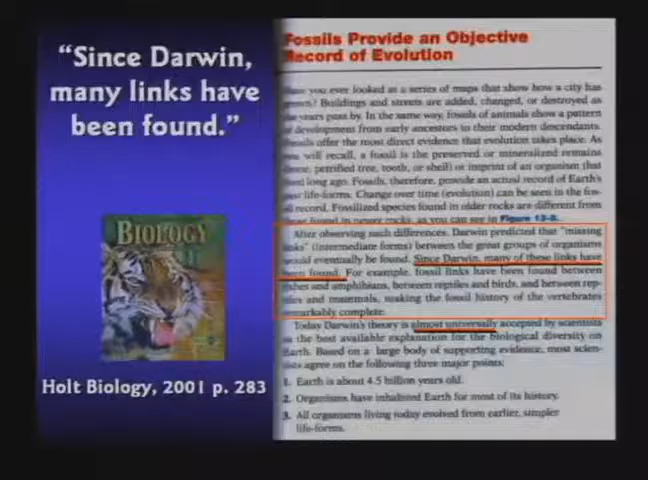 "Since Darwin,
many links have
been found."
BIOLOGY
Holt Biology, 2001 p. 283
Fossils Provide an Objective
Record of Evolution
you ever looked at a series of maps that show how a city has
Buildings and streets are added, changed, or destroyed as
years pass by. In the same way, fossils of animals show a pattern
development from early ancestors to their modern descendants.
offer the most direct evidence that evolution takes place. As
will recall, a fossil is the preserved or mineralized remains
petrified tree, tooth, or shell) or imprint of an organism that
long ago. Fossils, therefore, provide an actual record of Earth's
life-forms. Change over time (evolution) can be seen in the fos-
record. Fossilized species found in older rocks are different from
found in newer rocks, as you can see in Figure 13-8.
After observing such differences, Darwin predicted that "missing
links" (intermediate forms) between the great groups of organisms
would eventually be found. Since Darwin, many of these links have
been found. For example, fossil links have been found between
fishes and amphibians, between reptiles and birds, and between rep-
tiles and mammals, making the fossil history of the vertebrates
remarkably complete.
Today Darwin's theory is almost universally accepted by scientists
as the best available explanation for the biological diversity on
Earth. Based on a large body of supporting evidence, most scien-
tists agree on the following three major points:
1. Earth is about 4.5 billion years old.
2. Organisms have inhabited Earth for most of its history.
3. All organisms living today evolved from earlier, simpler
life-forms.